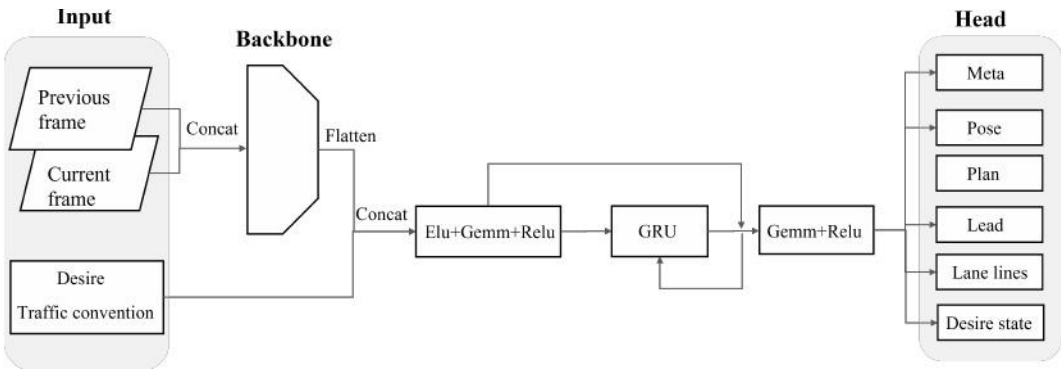 Input
Previous
frame
Current
frame
Desire
Traffic convention
Concat
Backbone
Flatten
Concat
Elu+Gemm+Relu
GRU
Gemm+Relu
Head
Meta
Pose
Plan
Lead
Lane lines
Desire state